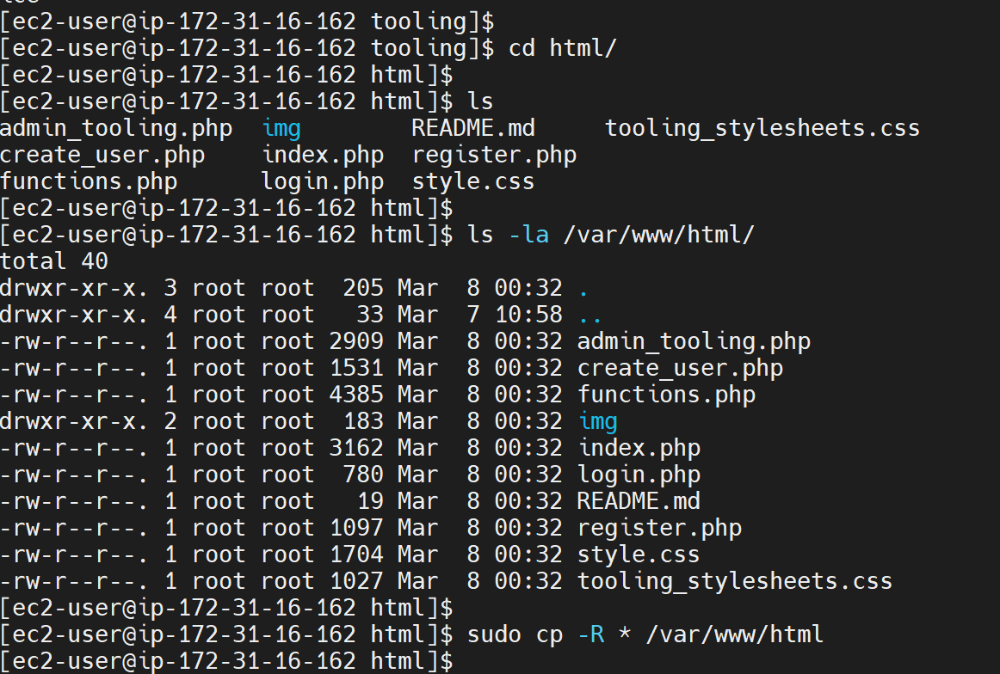 [ec2-user@ip-172-31-16-162 tooling]$
[ec2-user@ip-172-31-16-162 tooling]$ cd html/
[ec2-user@ip-172-31-16-162 html]$
[ec2-user@ip-172-31-16-162 html]$ ls
admin_tooling.php  img        README.md     tooling_stylesheets.css
create_user.php    index.php  register.php
functions.php      login.php  style.css
[ec2-user@ip-172-31-16-162 html]$
[ec2-user@ip-172-31-16-162 html]$ ls -la /var/www/html/
total 40
drwxr-xr-x. 3 root root  205 Mar  8 00:32 .
drwxr-xr-x. 4 root root   33 Mar  7 10:58 ..
-rw-r--r--. 1 root root 2909 Mar  8 00:32 admin_tooling.php
-rw-r--r--. 1 root root 1531 Mar  8 00:32 create_user.php
-rw-r--r--. 1 root root 4385 Mar  8 00:32 functions.php
drwxr-xr-x. 2 root root  183 Mar  8 00:32 img
-rw-r--r--. 1 root root 3162 Mar  8 00:32 index.php
-rw-r--r--. 1 root root  780 Mar  8 00:32 login.php
-rw-r--r--. 1 root root   19 Mar  8 00:32 README.md
-rw-r--r--. 1 root root 1097 Mar  8 00:32 register.php
-rw-r--r--. 1 root root 1704 Mar  8 00:32 style.css
-rw-r--r--. 1 root root 1027 Mar  8 00:32 tooling_stylesheets.css
[ec2-user@ip-172-31-16-162 html]$
[ec2-user@ip-172-31-16-162 html]$ sudo cp -R * /var/www/html
[ec2-user@ip-172-31-16-162 html]$